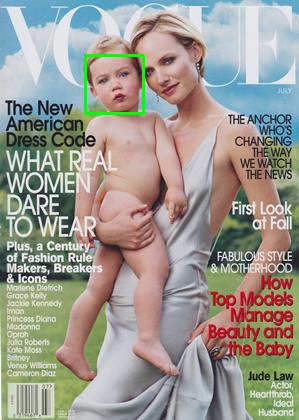 VOGUE
JULY
The New
American
Dress Code
WHAT REAL
WOMEN
DARE
TO WEAR
Plus, a Century
of Fashion Rule
Makers, Breakers
& Icons
Marlene Dietrich
Grace Kelly
Jackie Kennedy
Iman
Princess Diana
Madonna
Oprah
Julia Roberts
Kate Moss
Britney
Venus Williams
Cameron Diaz
THE ANCHOR
WHO'S
CHANGING
THE WAY
WE WATCH
THE NEWS
First Look
at Fall
FABULOUS STYLE
& MOTHERHOOD
How
Top Models
Manage
Beauty and
the Baby
Jude Law
Actor,
Heartthrob,
Ideal
Husband